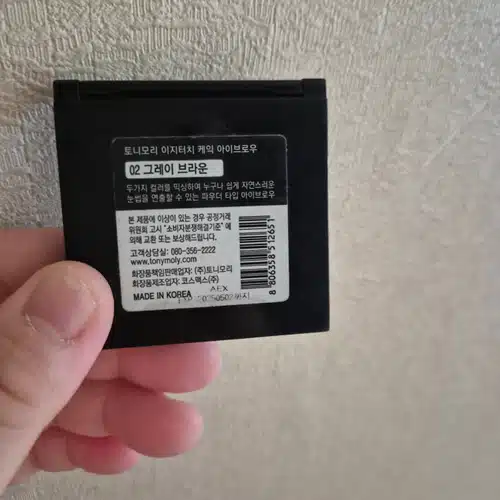 토니모리 이지터치 케익 아이브로우
02 그레이 브라운
두가지 컬러를 믹싱하여 누구나 쉽게 자연스러운
눈썹을 연출할 수 있는 파우더 타입 아이브로우
본 제품에 이상이 있는 경우 공정거래
위원회 고시 "소비자분쟁해결기준" 에
의해 교환 또는 보상해드립니다.
고객상담실: 080-356-2222
www.tonymoly.com
화장품책임판매업자: (주)토니모리
화장품제조업자: 코스맥스(주)
MADE IN KOREA
8 806358 512651